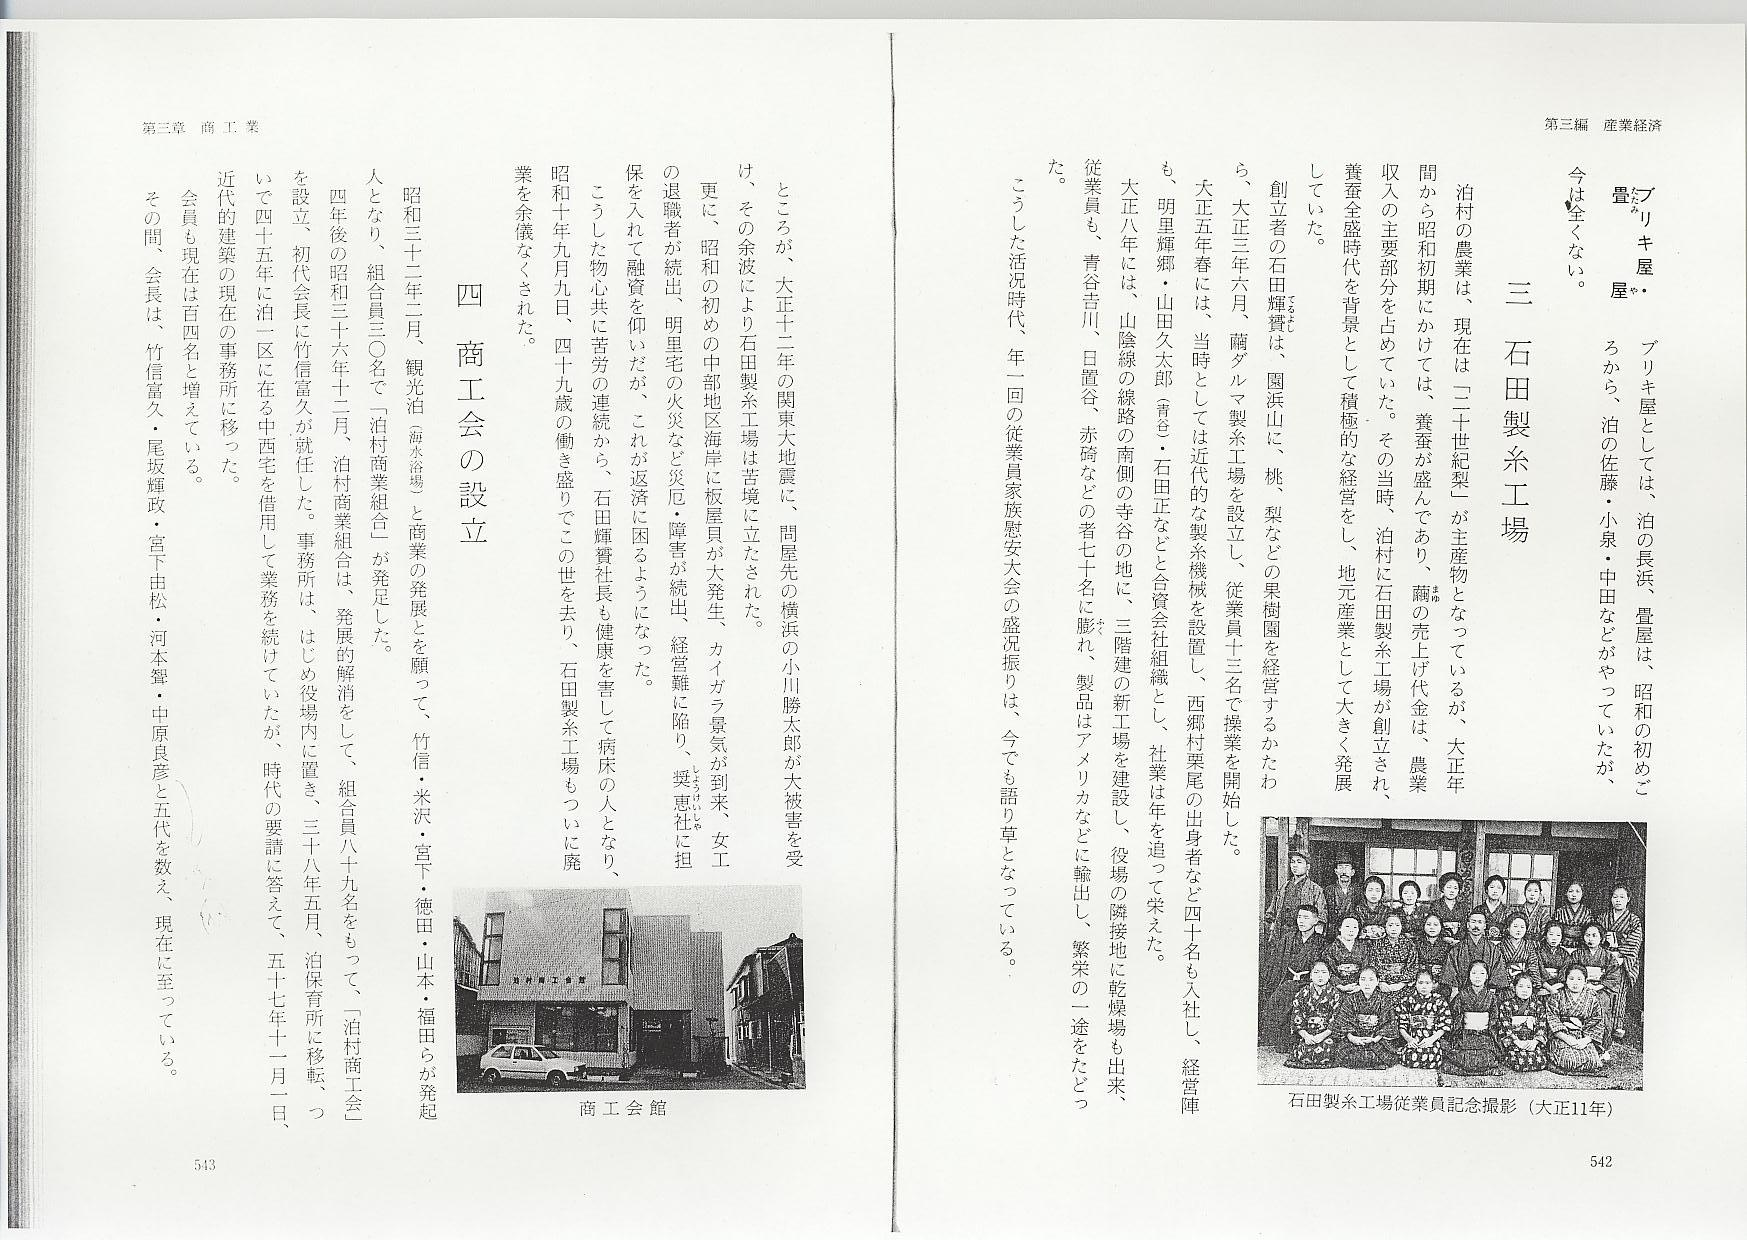 第三編　産業経済
ブリキ屋・
畳屋
ブリキ屋としては、泊の長浜、畳屋は、昭和の初めご
ろから、泊の佐藤・小泉・中田などがやっていたが、
今は全くない。
三　石田製糸工場
泊村の農業は、現在は「二十世紀梨」が主産物となっているが、大正年
間から昭和初期にかけては、養蚕が盛んであり、繭の売上げ代金は、農業
収入の主要部分を占めていた。その当時、泊村に石田製糸工場が創立され、
養蚕全盛時代を背景として積極的な経営をし、地元産業として大きく発展
していた。
創立者の石田輝贇は、園浜山に、桃、梨などの果樹園を経営するかたわ
ら、大正三年六月、繭ダルマ製糸工場を設立し、従業員十三名で操業を開始した。
大正五年春には、当時としては近代的な製糸機械を設置し、西郷村栗尾の出身者など四十名も入社し、経営陣
も、明里輝郷・山田久太郎（青谷）・石田正などと合資会社組織とし、社業は年を追って栄えた。
大正八年には、山陰線の線路の南側の寺谷の地に、三階建の新工場を建設し、役場の隣接地に乾燥場も出来、
従業員も、青谷吉川、日置谷、赤碕などの者七十名に膨れ、製品はアメリカなどに輸出し、繁栄の一途をたどっ
た。
こうした活況時代、年一回の従業員家族慰安大会の盛況振りは、今でも語り草となっている。
石田製糸工場従業員記念撮影（大正11年）
542
第三章　商工業
ところが、大正十二年の関東大地震に、問屋先の横浜の小川勝太郎が大被害を受
け、その余波により石田製糸工場は苦境に立たされた。
更に、昭和の初めの中部地区海岸に板屋貝が大発生、カイガラ景気が到来、女工
の退職者が続出、明里宅の火災など災厄・障害が続出、経営難に陥り、奨恵社に担
保を入れて融資を仰いだが、これが返済に困るようになった。
こうした物心共に苦労の連続から、石田輝贇社長も健康を害して病床の人となり、
昭和十年九月九日、四十九歳の働き盛りでこの世を去り、石田製糸工場もついに廃
業を余儀なくされた。
四　商工会の設立
昭和三十二年二月、観光泊（海水浴場）と商業の発展とを願って、竹信・米沢・宮下・徳田・山本・福田らが発起
人となり、組合員三〇名で「泊村商業組合」が発足した。
四年後の昭和三十六年十二月、泊村商業組合は、発展的解消をして、組合員八十九名をもって、「泊村商工会」
を設立、初代会長に竹信富久が就任した。事務所は、はじめ役場内に置き、三十八年五月、泊保育所に移転、つ
いで四十五年に泊一区に在る中西宅を借用して業務を続けていたが、時代の要請に答えて、五十七年十一月一日、
近代的建築の現在の事務所に移った。
会員も現在は百四名と増えている。
その間、会長は、竹信富久・尾坂輝政・宮下由松・河本聟・中原良彦と五代を数え、現在に至っている。
泊村商工会館
商工会館
543